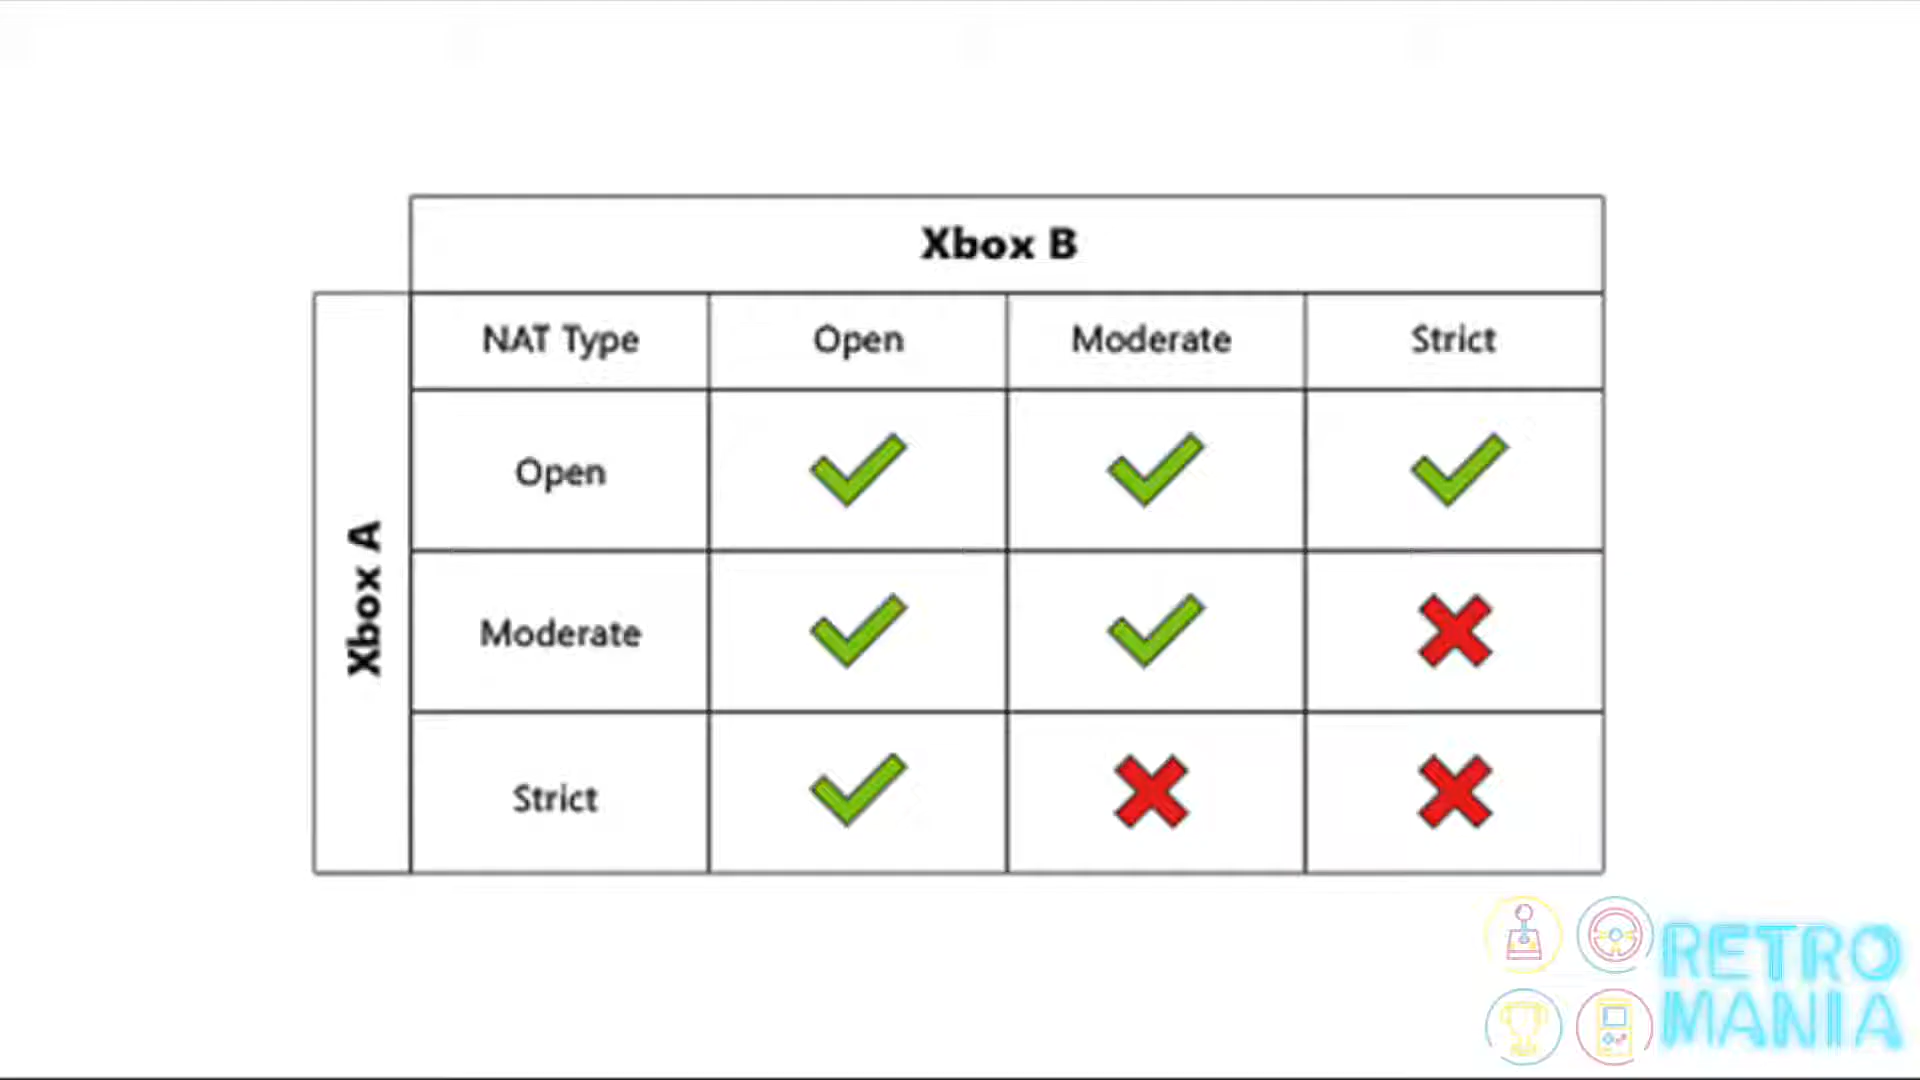 Xbox B
NAT Type Open Moderate Strict
Xbox A
Open
Moderate
Strict
RETRO
MANIA